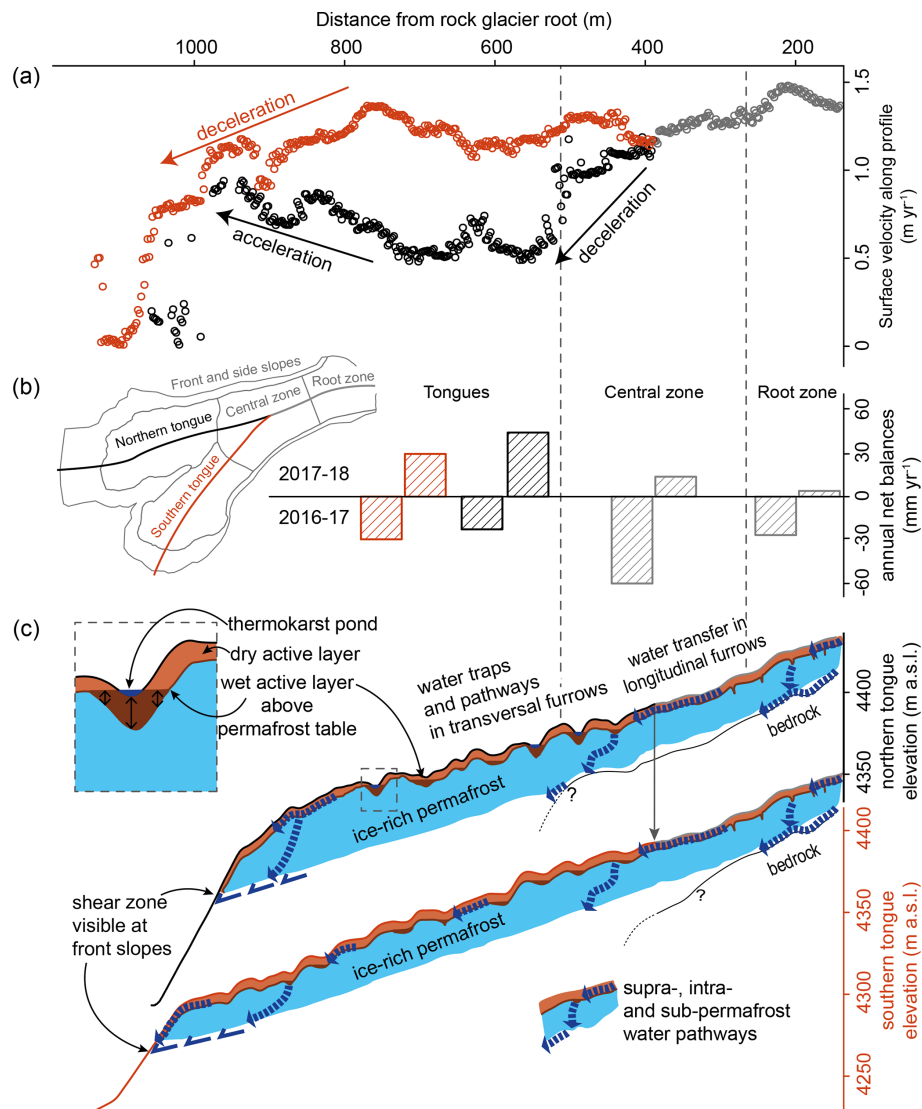 Distance from rock glacier root (m)
1000 800 600 400 200
(a)
deceleration
acceleration
deceleration
1.5
1.0
0.5
0
Surface velocity along profile
(m yr⁻¹)
(b)
Front and side slopes
Root zone
Central zone
Northern tongue
Southern tongue
Tongues
Central zone
Root zone
2017-18
2016-17
60
30
0
-30
-60
annual net balances
(mm yr⁻¹)
(c)
thermokarst pond
dry active layer
wet active layer
above
permafrost table
water traps
and pathways
in transversal furrows
water transfer in
longitudinal furrows
bedrock
?
ice-rich permafrost
4400
4350
northern tongue
elevation (m a.s.l.)
bedrock
?
ice-rich permafrost
shear zone
visible at
front slopes
supra-, intra-
and sub-permafrost
water pathways
4400
4350
4300
4250
southern tongue
elevation (m a.s.l.)